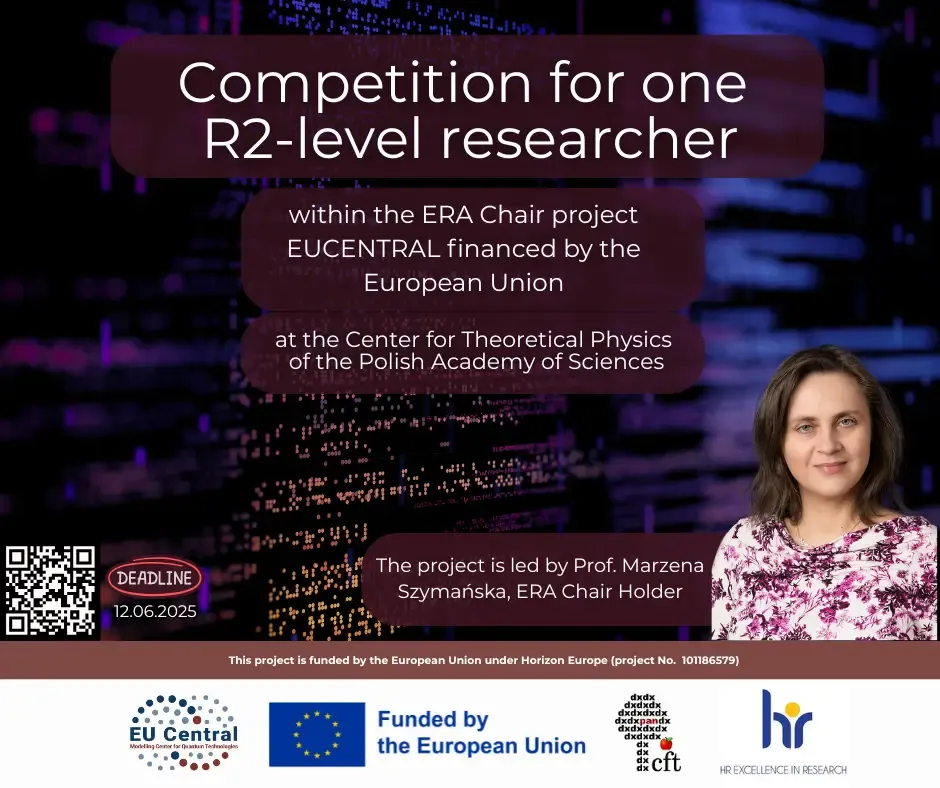 Competition for one
R2-level researcher
within the ERA Chair project
EUCENTRAL financed by the
European Union
at the Center for Theoretical Physics
of the Polish Academy of Sciences
The project is led by Prof. Marzena
Szymańska, ERA Chair Holder
DEADLINE
12.06.2025
This project is funded by the European Union under Horizon Europe (project No. 101186579)
EU Central
Modelling Center for Quantum Technologies
Funded by
the European Union
dxdx
dxdxdx
dxdxdxdx
dxdxpandx
dxdxdxdx
dxdxdx
dx
dx
dx
cft
hr
HR EXCELLENCE IN RESEARCH